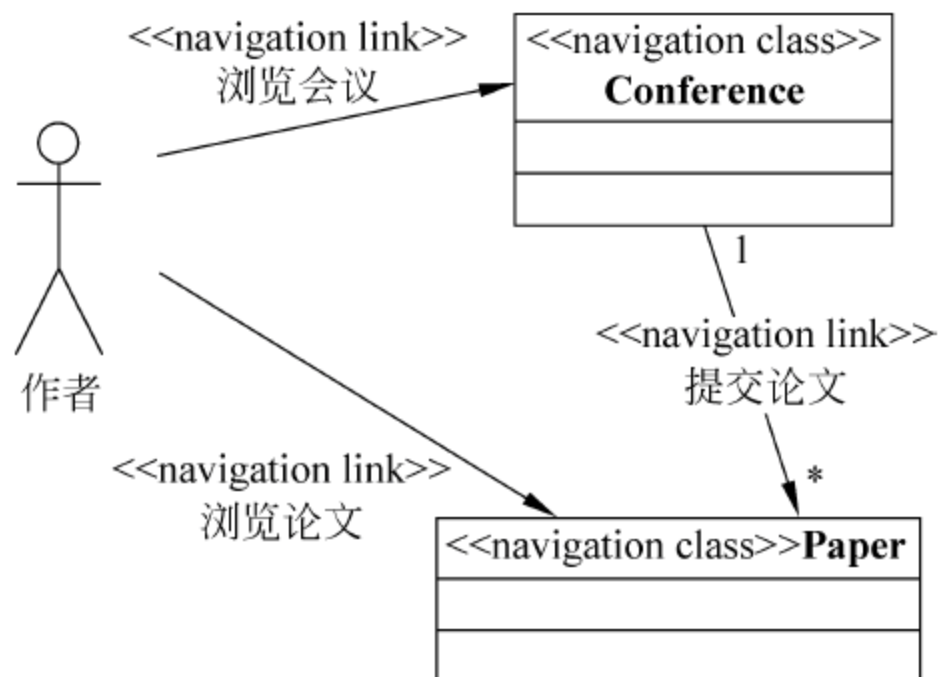 <<navigation link>>
浏览会议
<<navigation class>>
Conference
作者
1
<<navigation link>>
提交论文
*
<<navigation link>>
浏览论文
<<navigation class>>Paper